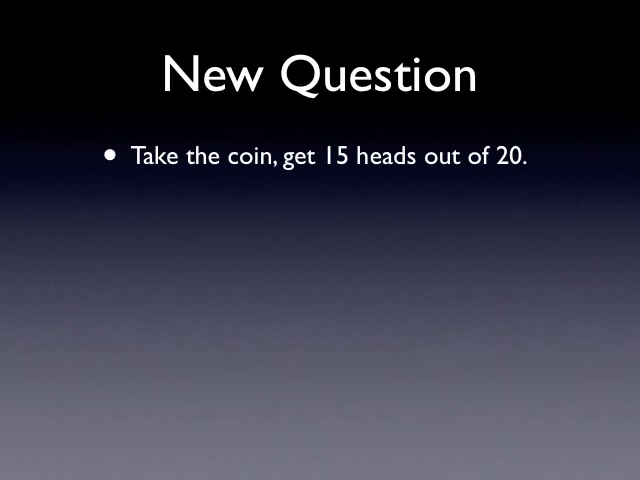 New Question
• Take the coin, get 15 heads out of 20.